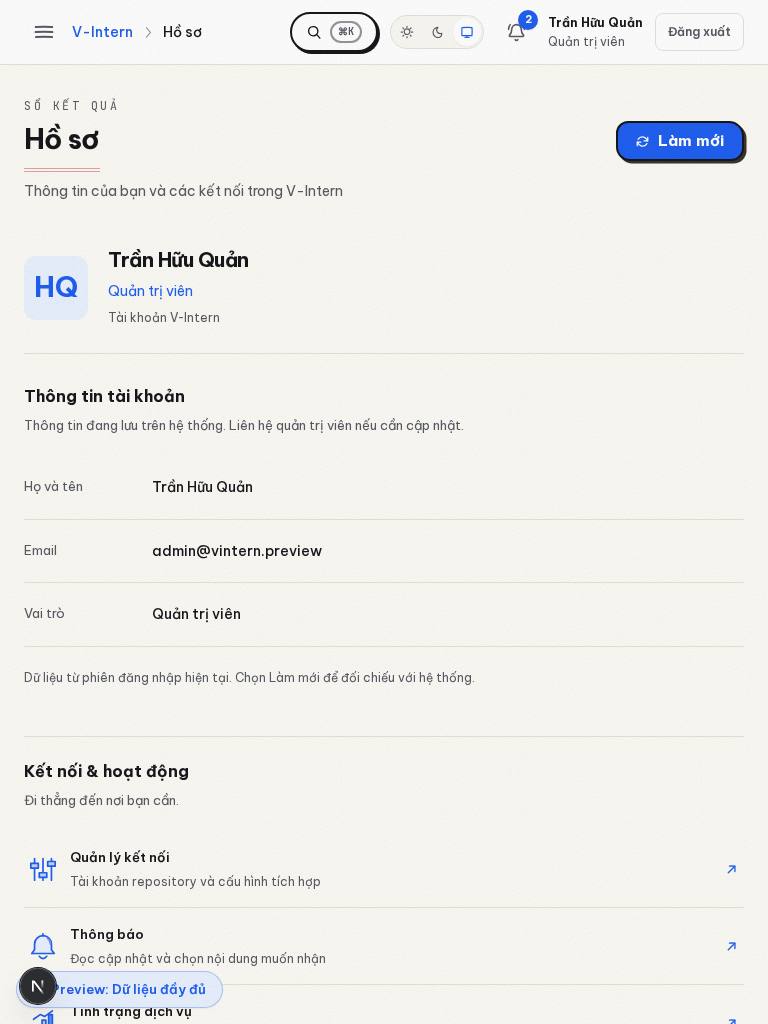 V-Intern
Hồ sơ
⌘K
2
Trần Hữu Quản
Quản trị viên
Đăng xuất
SỔ KẾT QUẢ
Hồ sơ
Làm mới
Thông tin của bạn và các kết nối trong V-Intern
HQ
Trần Hữu Quản
Quản trị viên
Tài khoản V-Intern
Thông tin tài khoản
Thông tin đang lưu trên hệ thống. Liên hệ quản trị viên nếu cần cập nhật.
Họ và tên
Trần Hữu Quản
Email
admin@vintern.preview
Vai trò
Quản trị viên
Dữ liệu từ phiên đăng nhập hiện tại. Chọn Làm mới để đối chiếu với hệ thống.
Kết nối & hoạt động
Đi thẳng đến nơi bạn cần.
Quản lý kết nối
Tài khoản repository và cấu hình tích hợp
Thông báo
Đọc cập nhật và chọn nội dung muốn nhận
N
Preview: Dữ liệu đầy đủ
Tình trạng dịch vụ